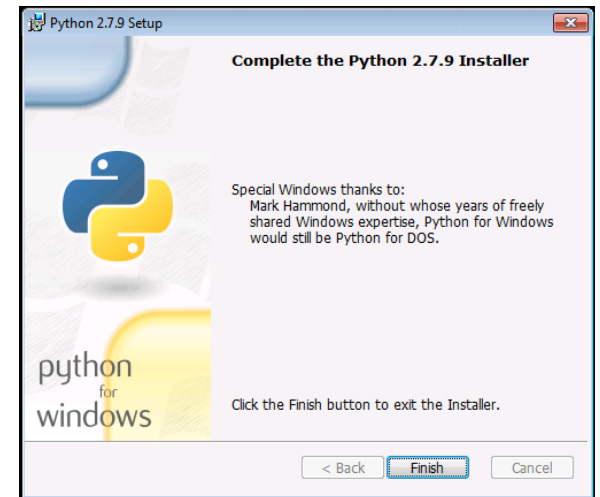 Python 2.7.9 Setup
Complete the Python 2.7.9 Installer
Special Windows thanks to:
Mark Hammond, without whose years of freely
shared Windows expertise, Python for Windows
would still be Python for DOS.
python
for
windows
Click the Finish button to exit the Installer.
< Back
Finish
Cancel